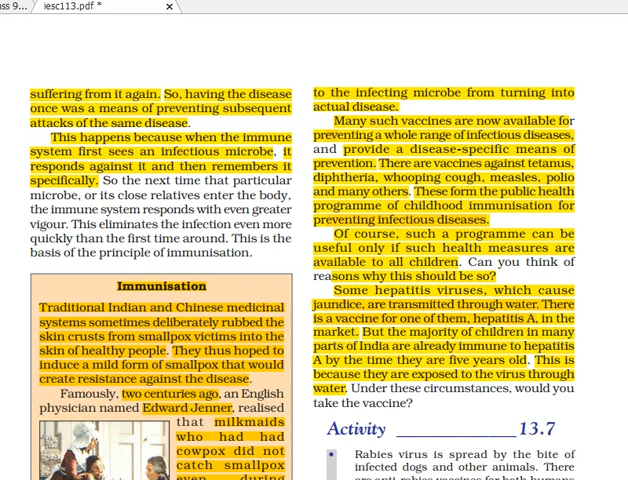 ass 9...
iesc113.pdf *
x
suffering from it again. So, having the disease
once was a means of preventing subsequent
attacks of the same disease.
This happens because when the immune
system first sees an infectious microbe, it
responds against it and then remembers it
specifically. So the next time that particular
microbe, or its close relatives enter the body,
the immune system responds with even greater
vigour. This eliminates the infection even more
quickly than the first time around. This is the
basis of the principle of immunisation.
Immunisation
Traditional Indian and Chinese medicinal
systems sometimes deliberately rubbed the
skin crusts from smallpox victims into the
skin of healthy people. They thus hoped to
induce a mild form of smallpox that would
create resistance against the disease.
Famously, two centuries ago, an English
physician named Edward Jenner, realised
that milkmaids
who had had
cowpox did not
catch smallpox
even during
to the infecting microbe from turning into
actual disease.
Many such vaccines are now available for
preventing a whole range of infectious diseases,
and provide a disease-specific means of
prevention. There are vaccines against tetanus,
diphtheria, whooping cough, measles, polio
and many others. These form the public health
programme of childhood immunisation for
preventing infectious diseases.
Of course, such a programme can be
useful only if such health measures are
available to all children. Can you think of
reasons why this should be so?
Some hepatitis viruses, which cause
jaundice, are transmitted through water. There
is a vaccine for one of them, hepatitis A, in the
market. But the majority of children in many
parts of India are already immune to hepatitis
A by the time they are five years old. This is
because they are exposed to the virus through
water. Under these circumstances, would you
take the vaccine?
Activity ______________ 13.7
• Rabies virus is spread by the bite of
infected dogs and other animals. There
are anti-rabies vaccines for both humans